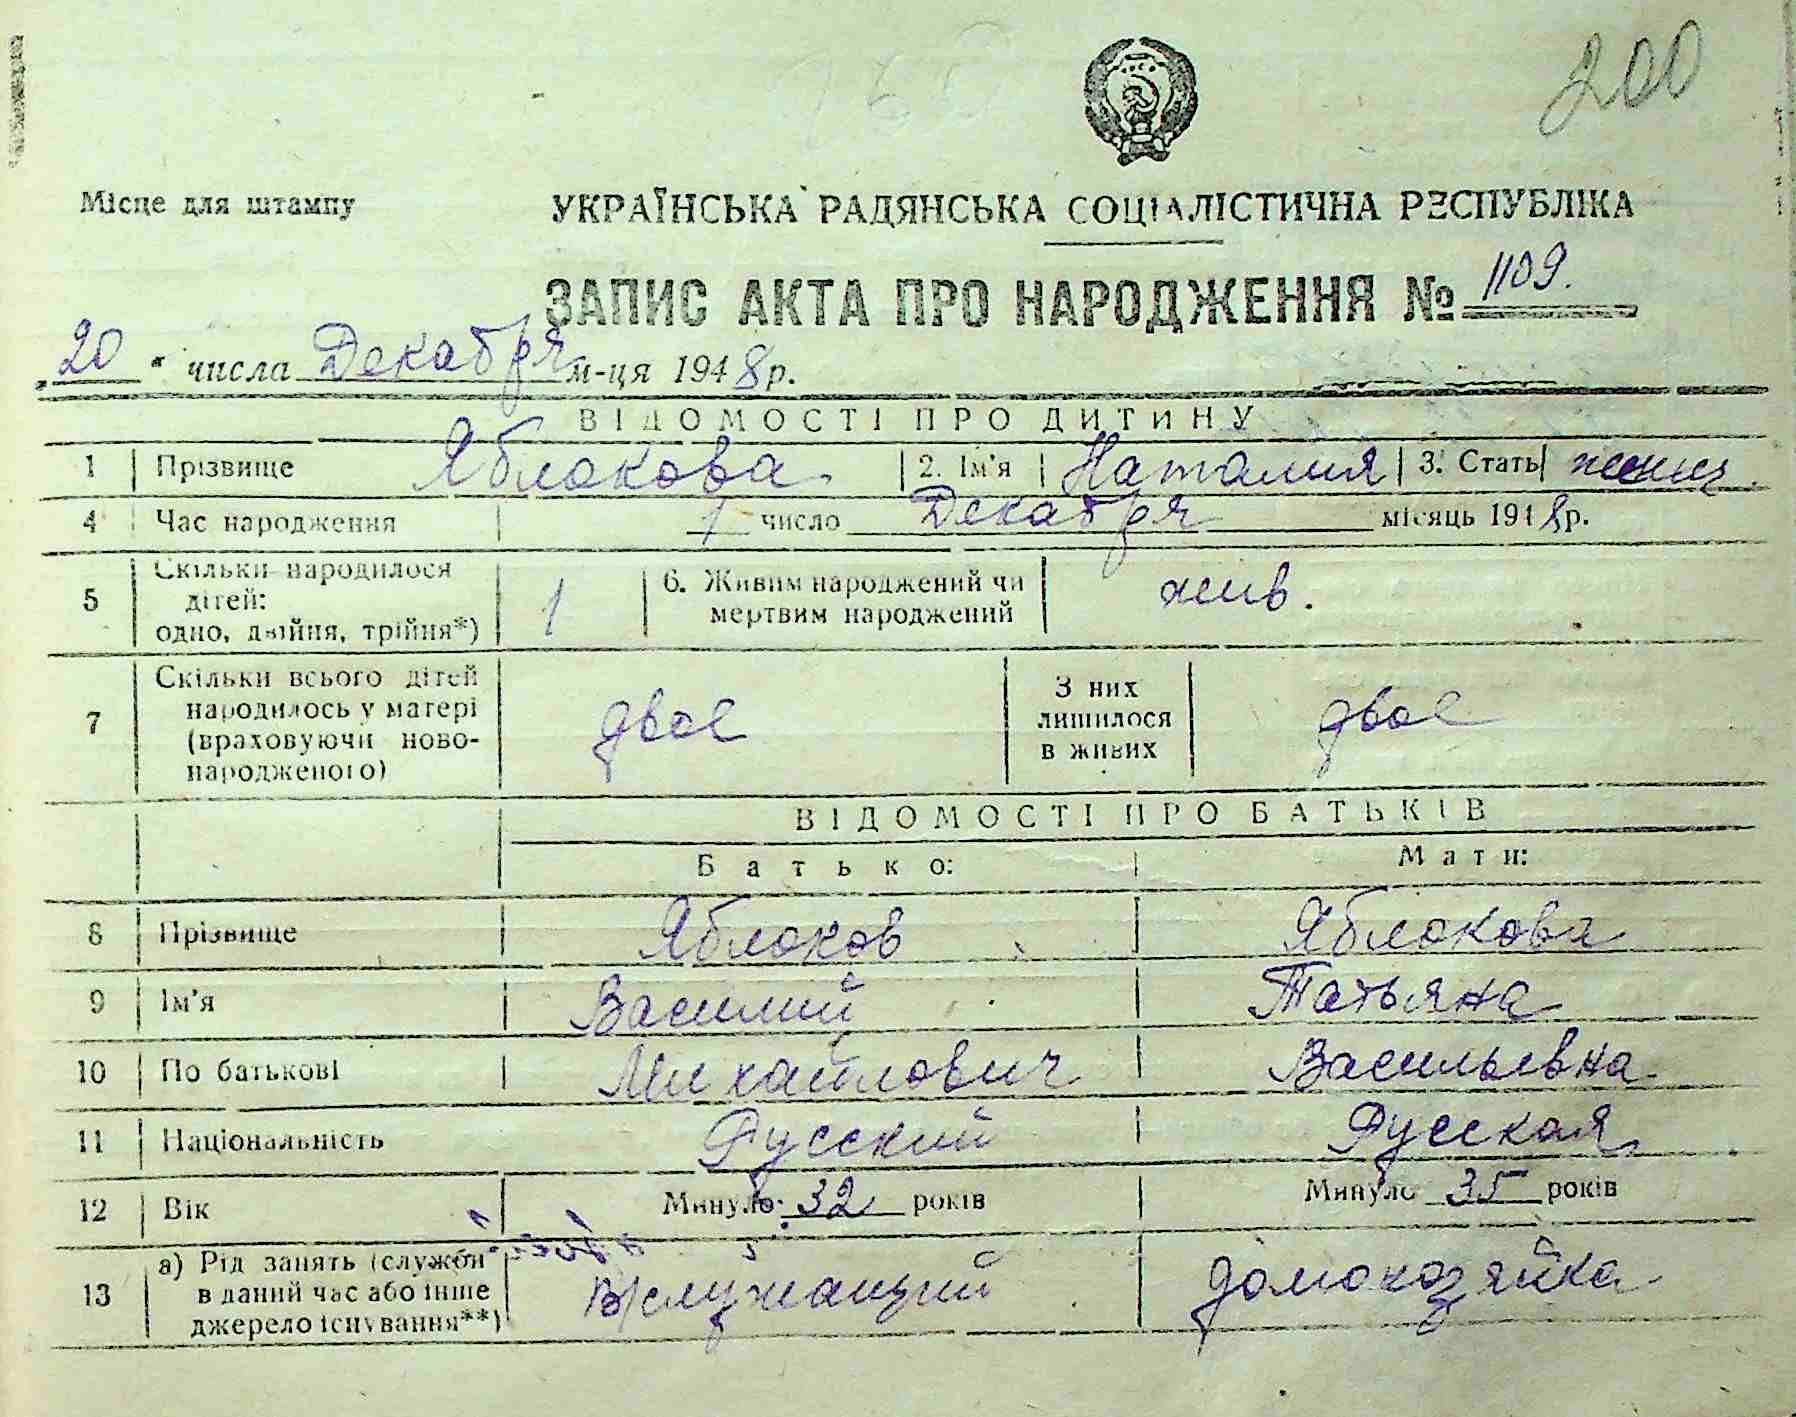 200
Місце для штампу
УКРАЇНСЬКА РАДЯНСЬКА СОЦІАЛІСТИЧНА РЕСПУБЛІКА
ЗАПИС АКТА ПРО НАРОДЖЕННЯ № 1109.
„20" числа Декабря м-ця 1948 р.
ВІДОМОСТІ ПРО ДИТИНУ
1 Прізвище Яблокова. 2. Ім'я Наталия 3. Стать женск.
4 Час народження 1 число Декабря місяць 1948 р.
5 Скільки народилося дітей: одно, двійня, трійня*) 1 6. Живим народжений чи мертвим народжений жив.
7 Скільки всього дітей народилось у матері (враховуючи ново-народженого) двое З них лишилося в живих двое
ВІДОМОСТІ ПРО БАТЬКІВ
Батько: Мати:
8 Прізвище Яблоков Яблокова
9 Ім'я Василий Татьяна
10 По батькові Михайлович Васильевна
11 Національність Русский Русская
12 Вік Минуло 32 років Минуло 35 років
13 а) Рід занять (служби в даний час або інше джерело існування**) в/служащий домохозяйка